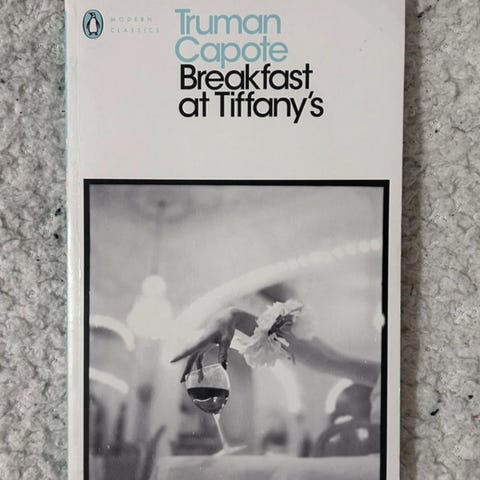 MODERN
CLASSICS
Truman
Capote
Breakfast
at Tiffany's